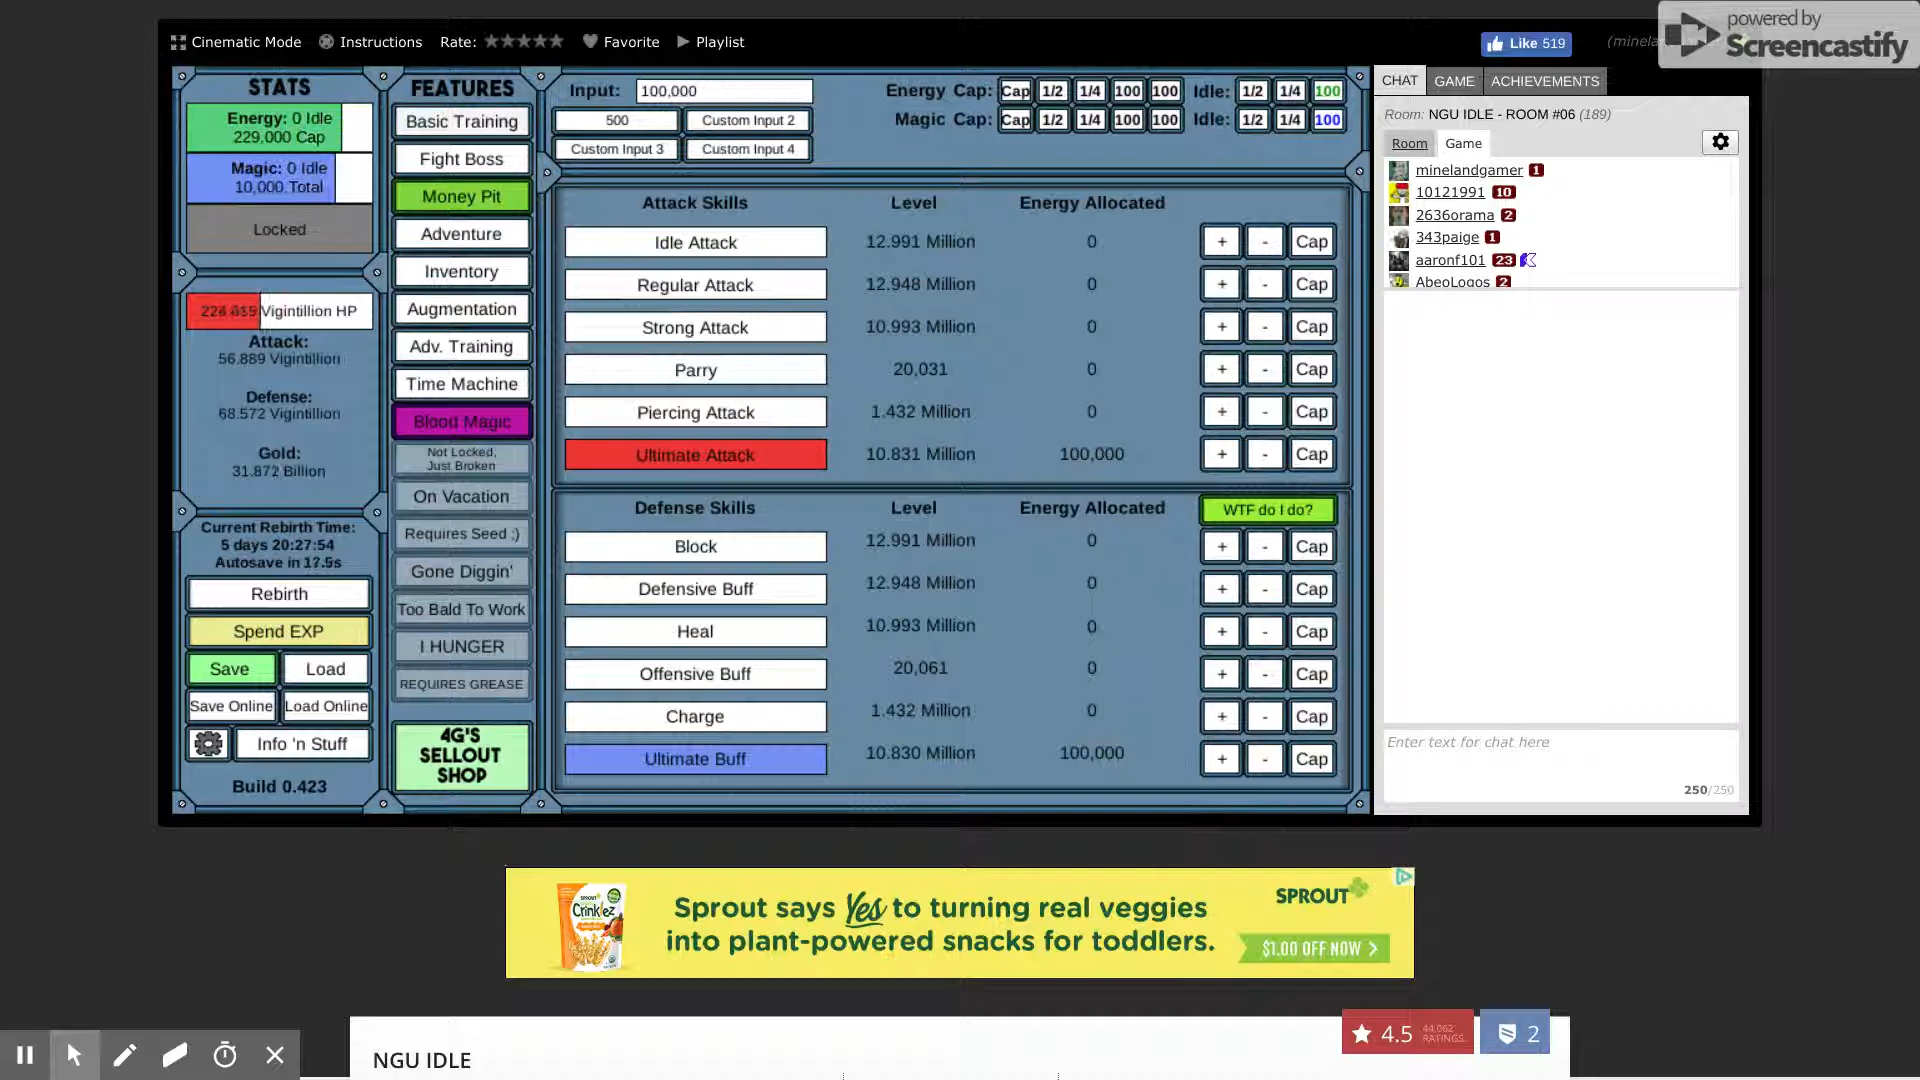 powered by
Screencastify
Cinematic Mode
Instructions
Rate:
Favorite
Playlist
Like 519
STATS
Energy: 0 Idle
229,000 Cap
Magic: 0 Idle
10,000 Total
Locked
Vigintillion HP
Attack:
56.889 Vigintillion
Defense:
68.572 Vigintillion
Gold:
31.872 Billion
Current Rebirth Time:
5 days 20:27:54
Autosave in
Rebirth
Spend EXP
Save
Load
Save Online
Load Online
Info 'n Stuff
Build 0.423
FEATURES
Basic Training
Fight Boss
Money Pit
Adventure
Inventory
Augmentation
Adv. Training
Time Machine
Blood Magic
Not Locked,
Just Broken
On Vacation
Requires Seed ;)
Gone Diggin'
Too Bald To Work
I HUNGER
REQUIRES GREASE
4G'S
SELLOUT
SHOP
Input: 100,000
500
Custom Input 2
Custom Input 3
Custom Input 4
Energy Cap: Cap 1/2 1/4 100 100 Idle: 1/2 1/4 100
Magic Cap: Cap 1/2 1/4 100 100 Idle: 1/2 1/4 100
Attack Skills Level Energy Allocated
Idle Attack 12.991 Million 0 + - Cap
Regular Attack 12.948 Million 0 + - Cap
Strong Attack 10.993 Million 0 + - Cap
Parry 20,031 0 + - Cap
Piercing Attack 1.432 Million 0 + - Cap
Ultimate Attack 10.831 Million 100,000 + - Cap
Defense Skills Level Energy Allocated WTF do I do?
Block 12.991 Million 0 + - Cap
Defensive Buff 12.948 Million 0 + - Cap
Heal 10.993 Million 0 + - Cap
Offensive Buff 20,061 0 + - Cap
Charge 1.432 Million 0 + - Cap
Ultimate Buff 10.830 Million 100,000 + - Cap
CHAT GAME ACHIEVEMENTS
Room: NGU IDLE - ROOM #06 (189)
Room Game
minelandgamer 1
10121991 10
2636orama 2
343paige 1
aaronf101 23
AbeoLogos 2
Enter text for chat here
250/250
SPROUT
Crinklez
Sprout says Yes to turning real veggies
into plant-powered snacks for toddlers.
SPROUT
$1.00 OFF NOW >
NGU IDLE
4.5 44,062
RATINGS
2